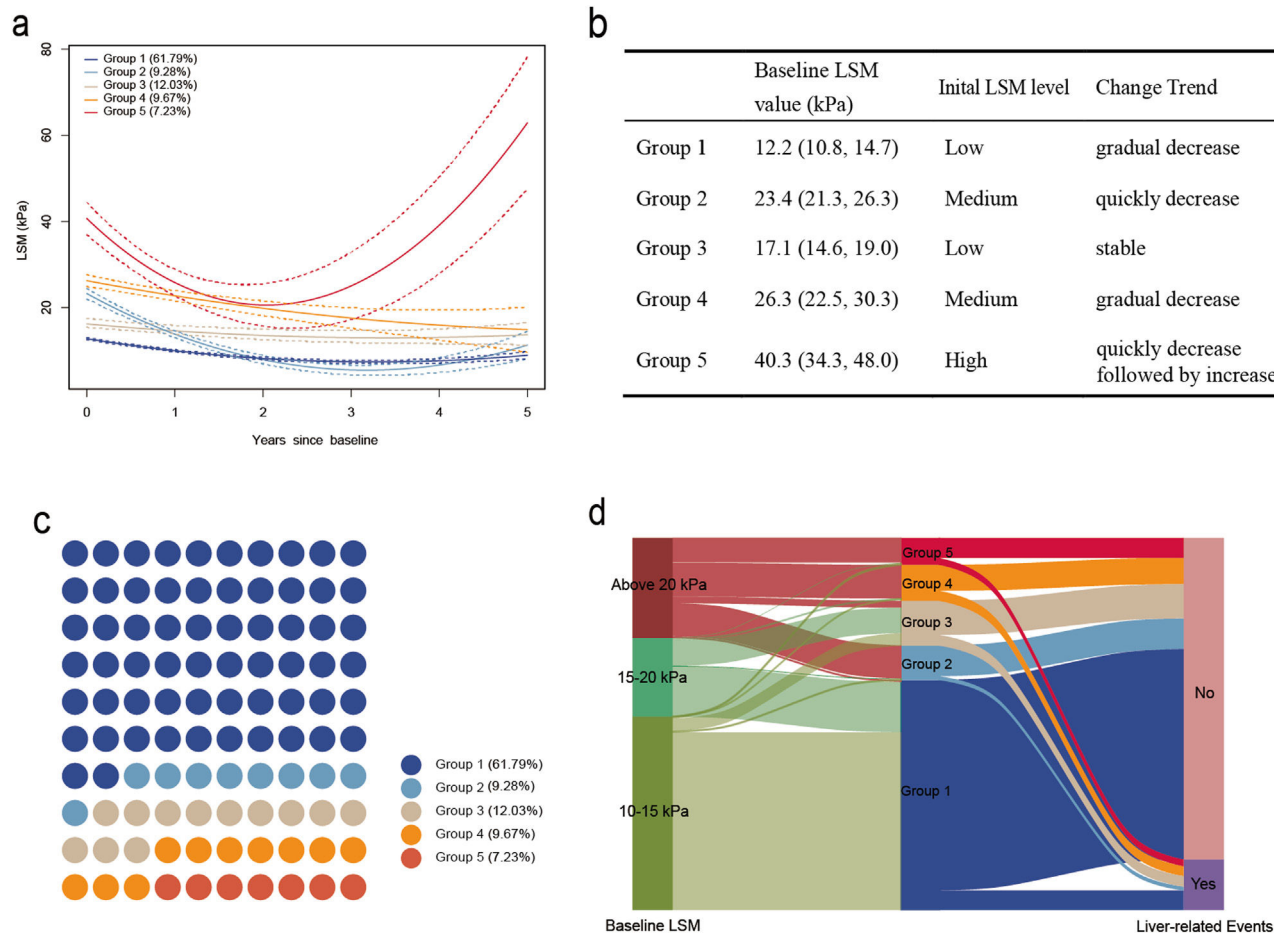 a
80
60
40
20
LSM (kPa)
Group 1 (61.79%)
Group 2 (9.28%)
Group 3 (12.03%)
Group 4 (9.67%)
Group 5 (7.23%)
0 1 2 3 4 5
Years since baseline
b
Baseline LSM value (kPa) Inital LSM level Change Trend
Group 1 12.2 (10.8, 14.7) Low gradual decrease
Group 2 23.4 (21.3, 26.3) Medium quickly decrease
Group 3 17.1 (14.6, 19.0) Low stable
Group 4 26.3 (22.5, 30.3) Medium gradual decrease
Group 5 40.3 (34.3, 48.0) High quickly decrease
followed by increase
c
Group 1 (61.79%)
Group 2 (9.28%)
Group 3 (12.03%)
Group 4 (9.67%)
Group 5 (7.23%)
d
Above 20 kPa
15-20 kPa
10-15 kPa
Group 5
Group 4
Group 3
Group 2
Group 1
No
Yes
Baseline LSM
Liver-related Events